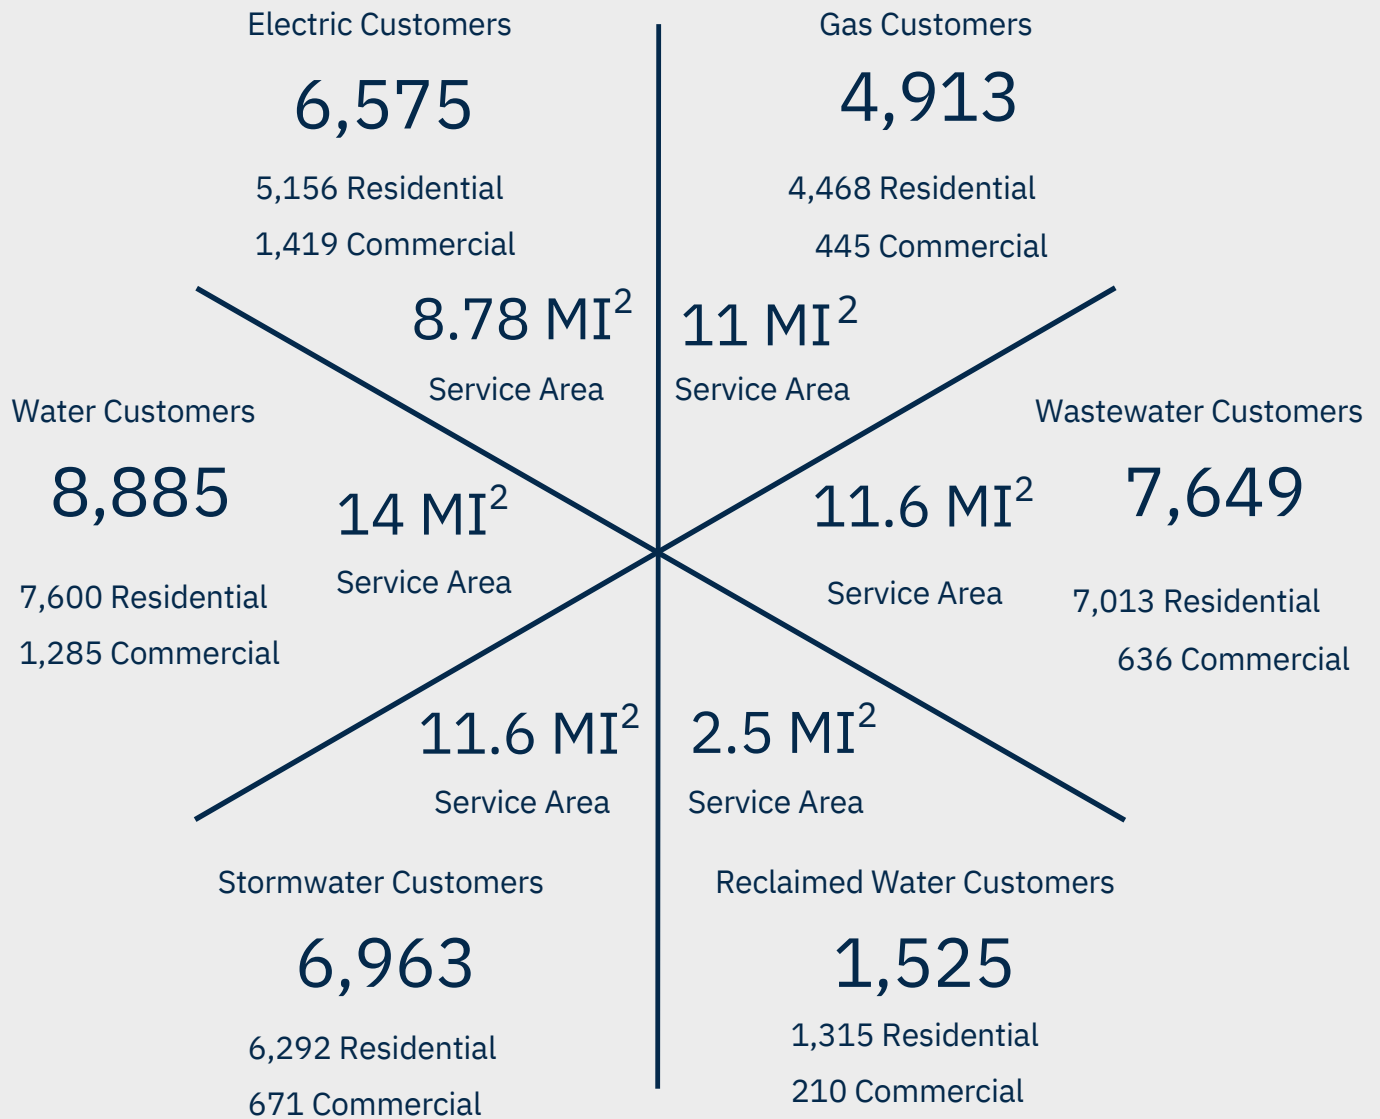 Electric Customers
6,575
5,156 Residential
1,419 Commercial
8.78 MI²
Service Area
Gas Customers
4,913
4,468 Residential
445 Commercial
11 MI²
Service Area
Water Customers
8,885
7,600 Residential
1,285 Commercial
14 MI²
Service Area
11.6 MI²
Service Area
Wastewater Customers
7,649
7,013 Residential
636 Commercial
11.6 MI²
Service Area
Stormwater Customers
6,963
6,292 Residential
671 Commercial
2.5 MI²
Service Area
Reclaimed Water Customers
1,525
1,315 Residential
210 Commercial